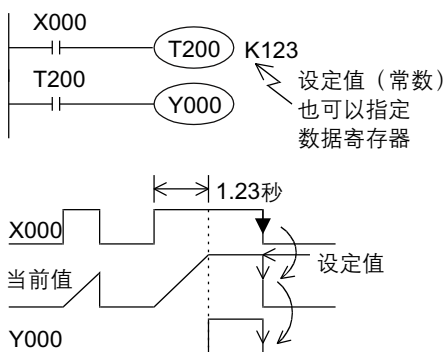 X000
T200 K123
T200
Y000
设定值（常数）
也可以指定
数据寄存器
1.23秒
X000
设定值
当前值
Y000